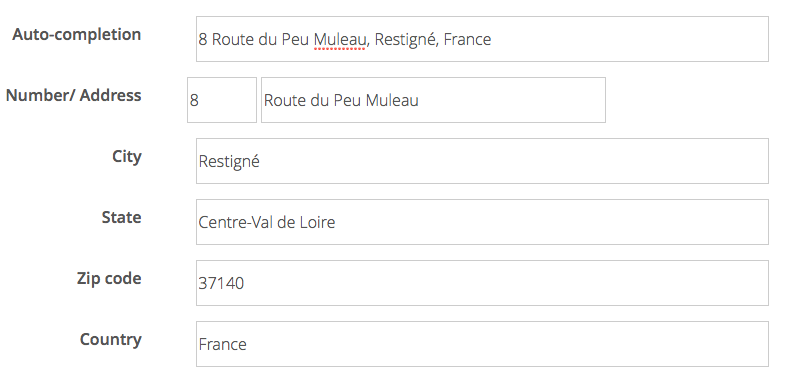 Auto-completion 8 Route du Peu Muleau, Restigné, France
Number/ Address 8 Route du Peu Muleau
City Restigné
State Centre-Val de Loire
Zip code 37140
Country France